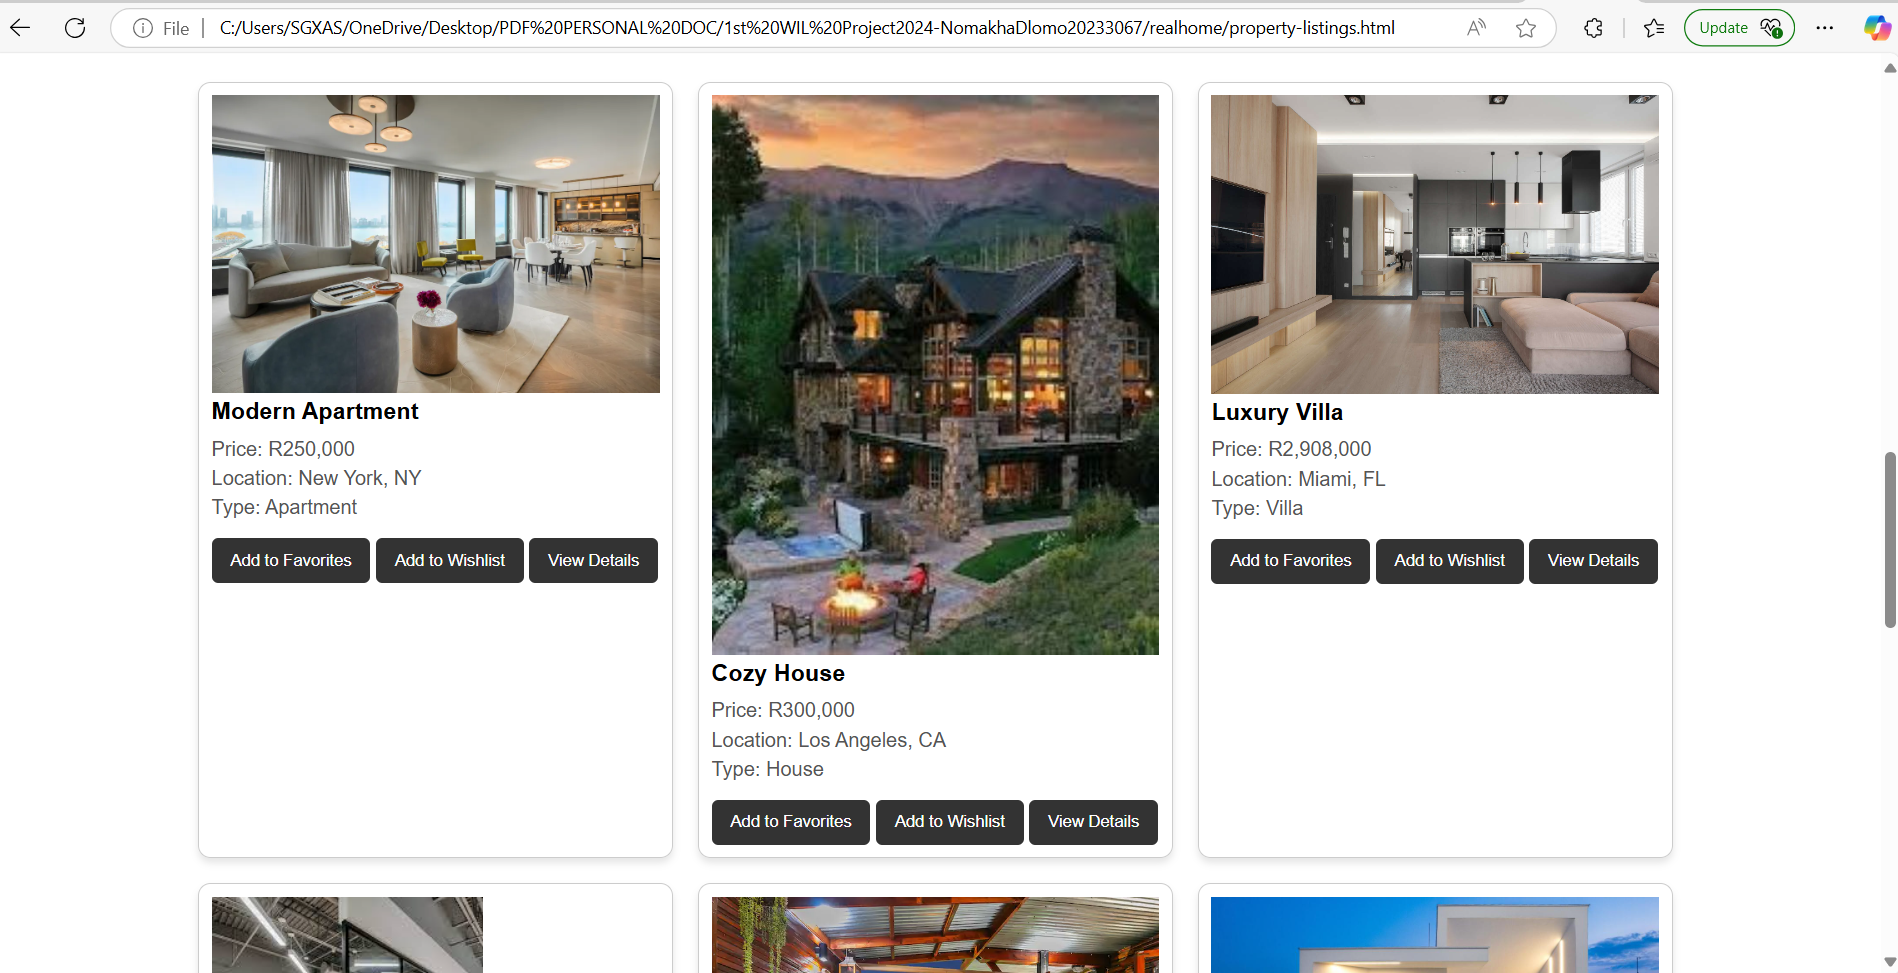 File
C:/Users/SGXAS/OneDrive/Desktop/PDF%20PERSONAL%20DOC/1st%20WIL%20Project2024-NomakhaDlomo20233067/realhome/property-listings.html
Update
Modern Apartment
Price: R250,000
Location: New York, NY
Type: Apartment
Add to Favorites
Add to Wishlist
View Details
Cozy House
Price: R300,000
Location: Los Angeles, CA
Type: House
Add to Favorites
Add to Wishlist
View Details
Luxury Villa
Price: R2,908,000
Location: Miami, FL
Type: Villa
Add to Favorites
Add to Wishlist
View Details